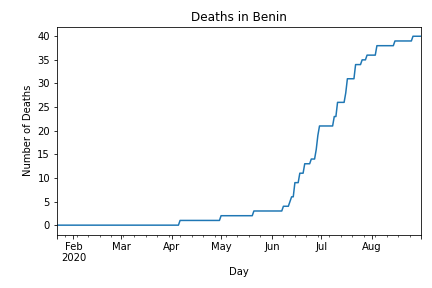 Deaths in Benin
Number of Deaths
40
35
30
25
20
15
10
5
0
Feb
2020
Mar
Apr
May
Jun
Jul
Aug
Day